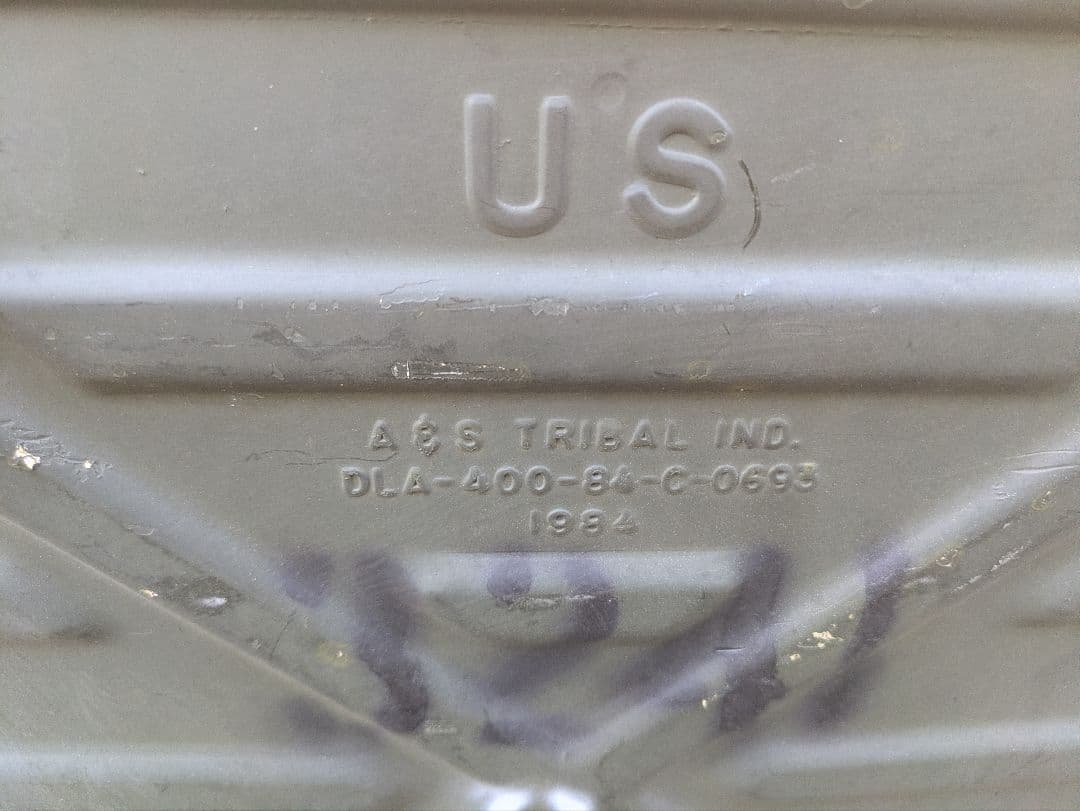 US
A & S TRIBAL IND.
DLA-400-84-C-0693
1984